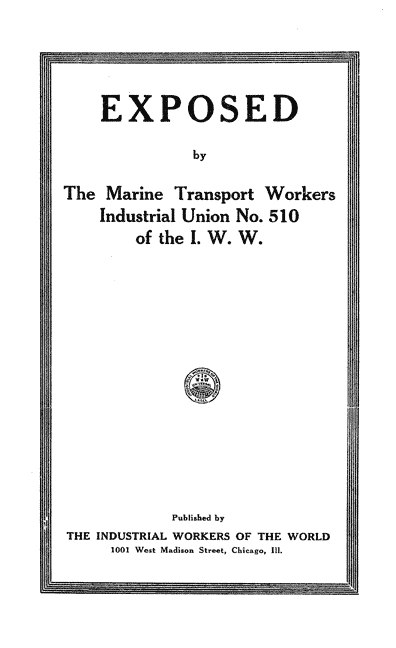 EXPOSED
by
The Marine Transport Workers
Industrial Union No. 510
of the I. W. W.
Published by
THE INDUSTRIAL WORKERS OF THE WORLD
1001 West Madison Street, Chicago, Ill.